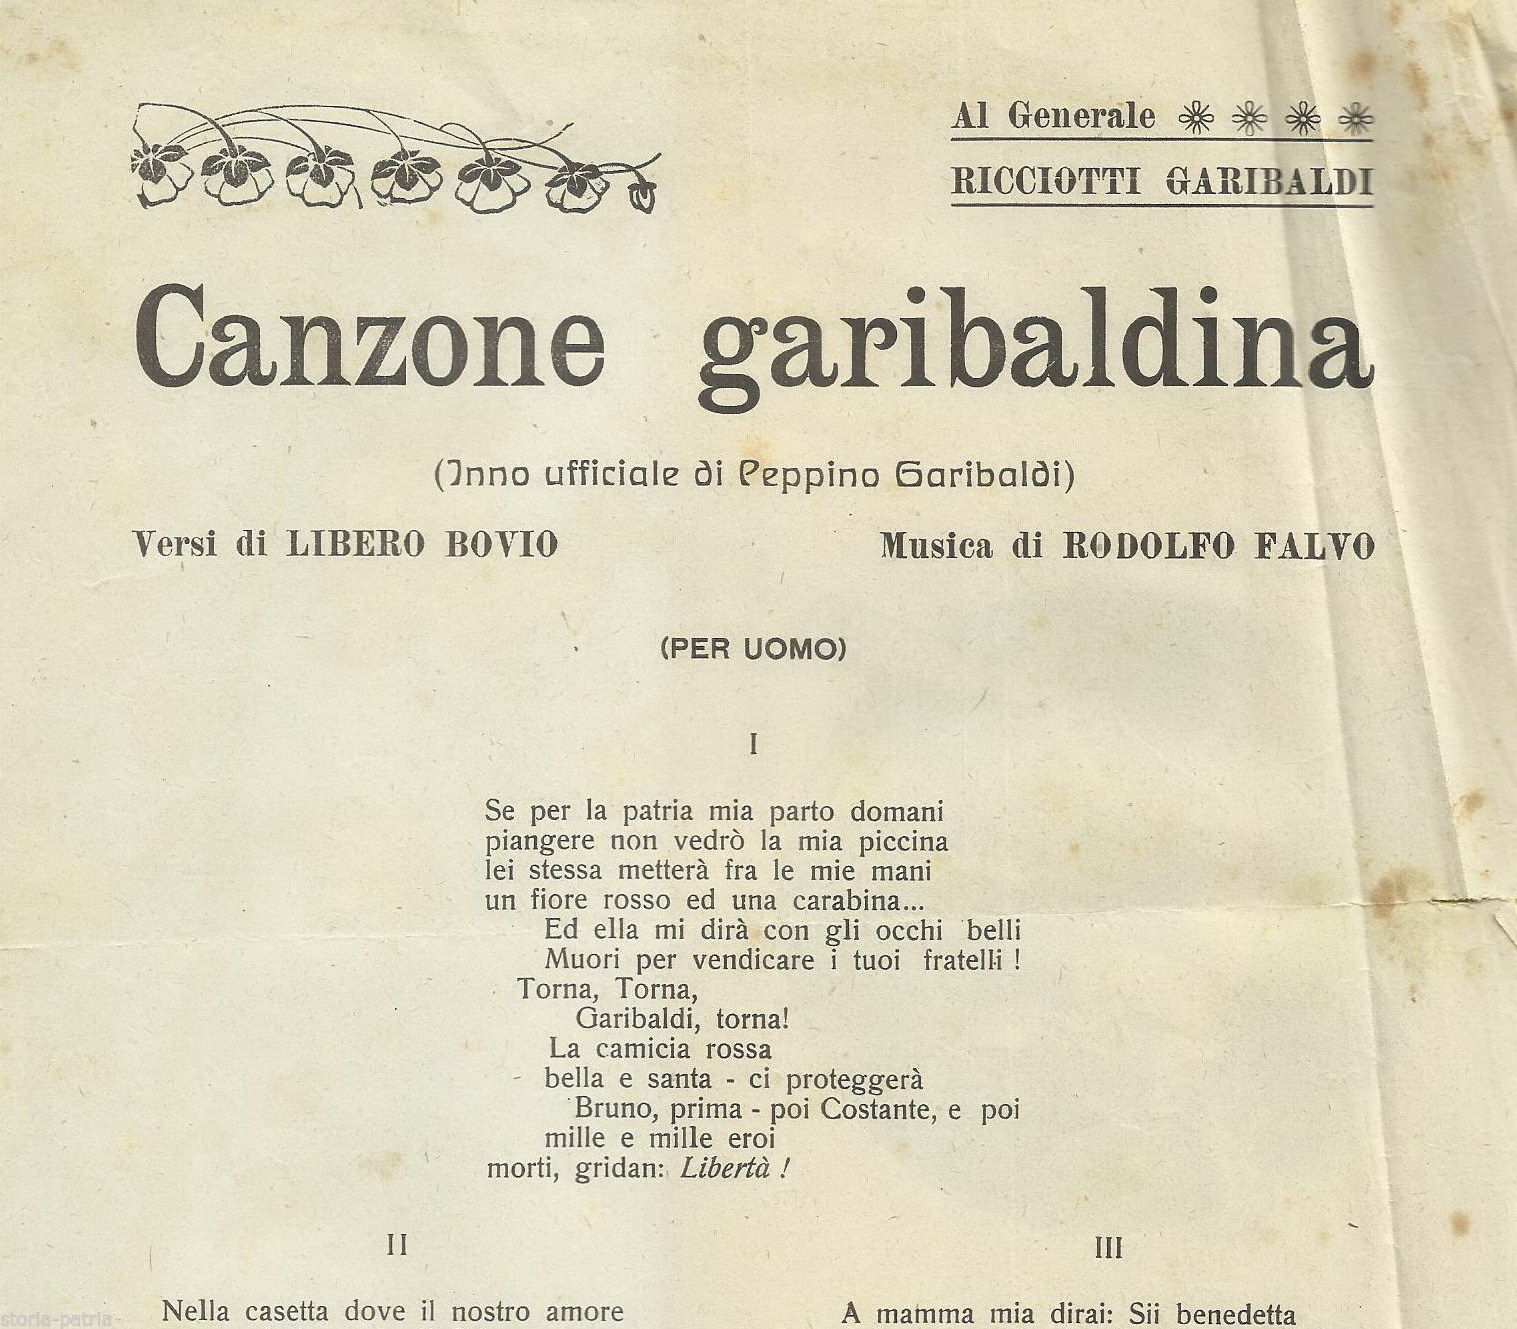 Al Generale
RICCIOTTI GARIBALDI
Canzone garibaldina
(Inno ufficiale di Peppino Garibaldi)
Versi di LIBERO BOVIO
Musica di RODOLFO FALVO
(PER UOMO)
I
Se per la patria mia parto domani
piangere non vedrò la mia piccina
lei stessa metterà fra le mie mani
un fiore rosso ed una carabina...
Ed ella mi dirà con gli occhi belli
Muori per vendicare i tuoi fratelli !
Torna, Torna,
Garibaldi, torna!
La camicia rossa
bella e santa - ci proteggerà
Bruno, prima - poi Costante, e poi
mille e mille eroi
morti, gridan: Libertà !
II
Nella casetta dove il nostro amore
III
A mamma mia dirai: Sii benedetta
storia-patria